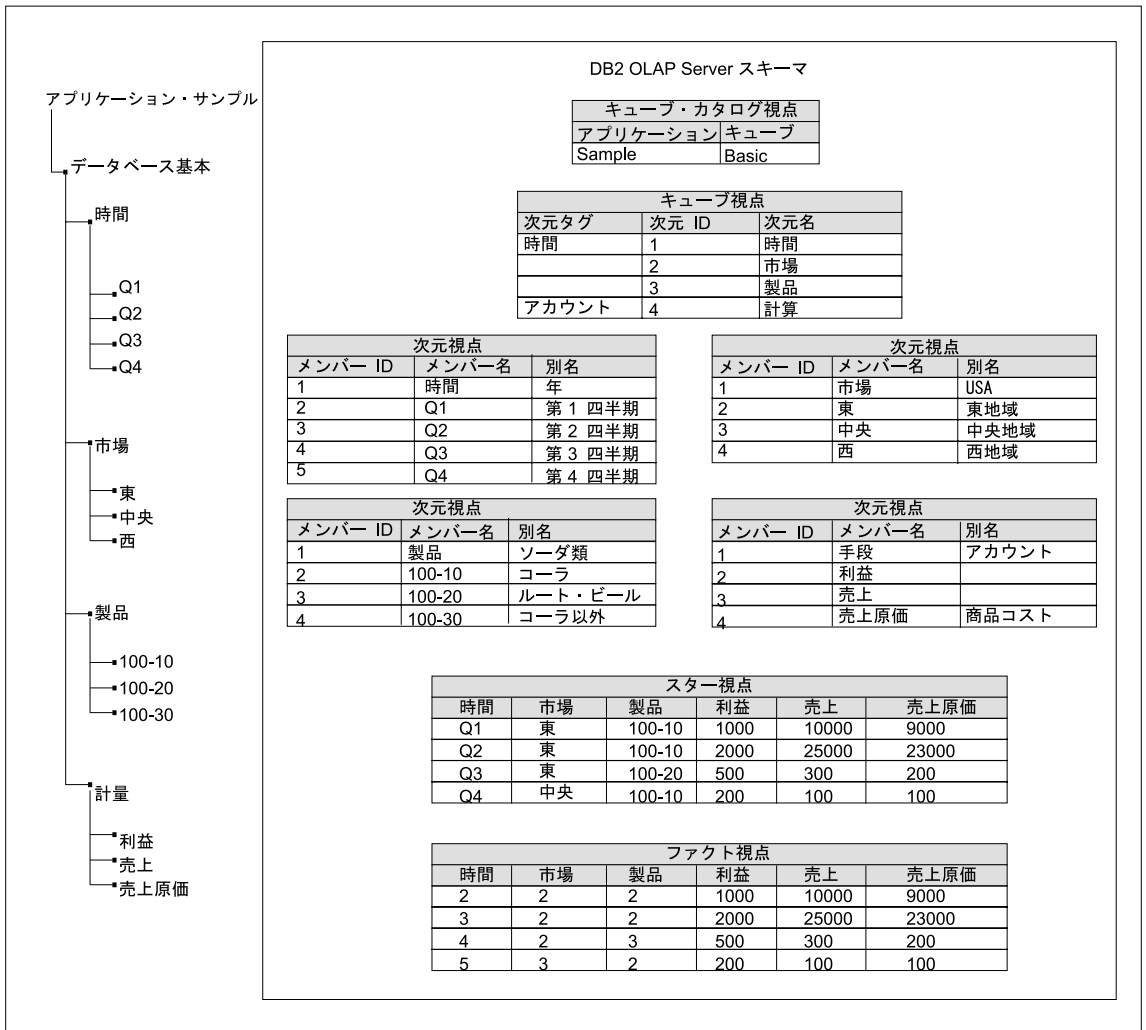 アプリケーション・サンプル
データベース基本
時間
Q1
Q2
Q3
Q4
市場
東
中央
西
製品
100-10
100-20
100-30
計量
利益
売上
売上原価
DB2 OLAP Server スキーマ
キューブ・カタログ視点
アプリケーション キューブ
Sample Basic
キューブ視点
次元タグ 次元 ID 次元名
時間 1 時間
2 市場
3 製品
アカウント 4 計算
次元視点
メンバー ID メンバー名 別名
1 時間 年
2 Q1 第 1 四半期
3 Q2 第 2 四半期
4 Q3 第 3 四半期
5 Q4 第 4 四半期
次元視点
メンバー ID メンバー名 別名
1 市場 USA
2 東 東地域
3 中央 中央地域
4 西 西地域
次元視点
メンバー ID メンバー名 別名
1 製品 ソーダ類
2 100-10 コーラ
3 100-20 ルート・ビール
4 100-30 コーラ以外
次元視点
メンバー ID メンバー名 別名
1 手段 アカウント
2 利益
3 売上
4 売上原価 商品コスト
スター視点
時間 市場 製品 利益 売上 売上原価
Q1 東 100-10 1000 10000 9000
Q2 東 100-10 2000 25000 23000
Q3 東 100-20 500 300 200
Q4 中央 100-10 200 100 100
ファクト視点
時間 市場 製品 利益 売上 売上原価
2 2 2 1000 10000 9000
3 2 2 2000 25000 23000
4 2 3 500 300 200
5 3 2 200 100 100